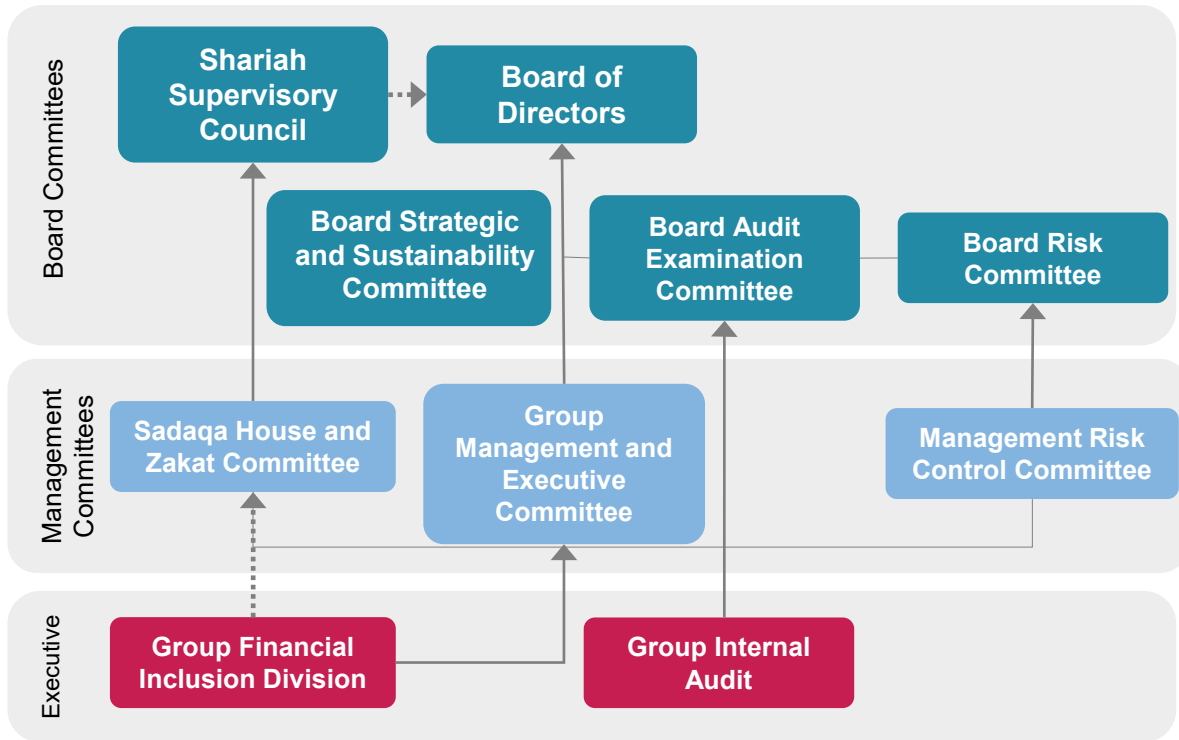 Board Committees
Shariah
Supervisory
Council
Board of
Directors
Board Strategic
and Sustainability
Committee
Board Audit
Examination
Committee
Board Risk
Committee
Management
Committees
Sadaqa House and
Zakat Committee
Group
Management and
Executive
Committee
Management Risk
Control Committee
Executive
Group Financial
Inclusion Division
Group Internal
Audit